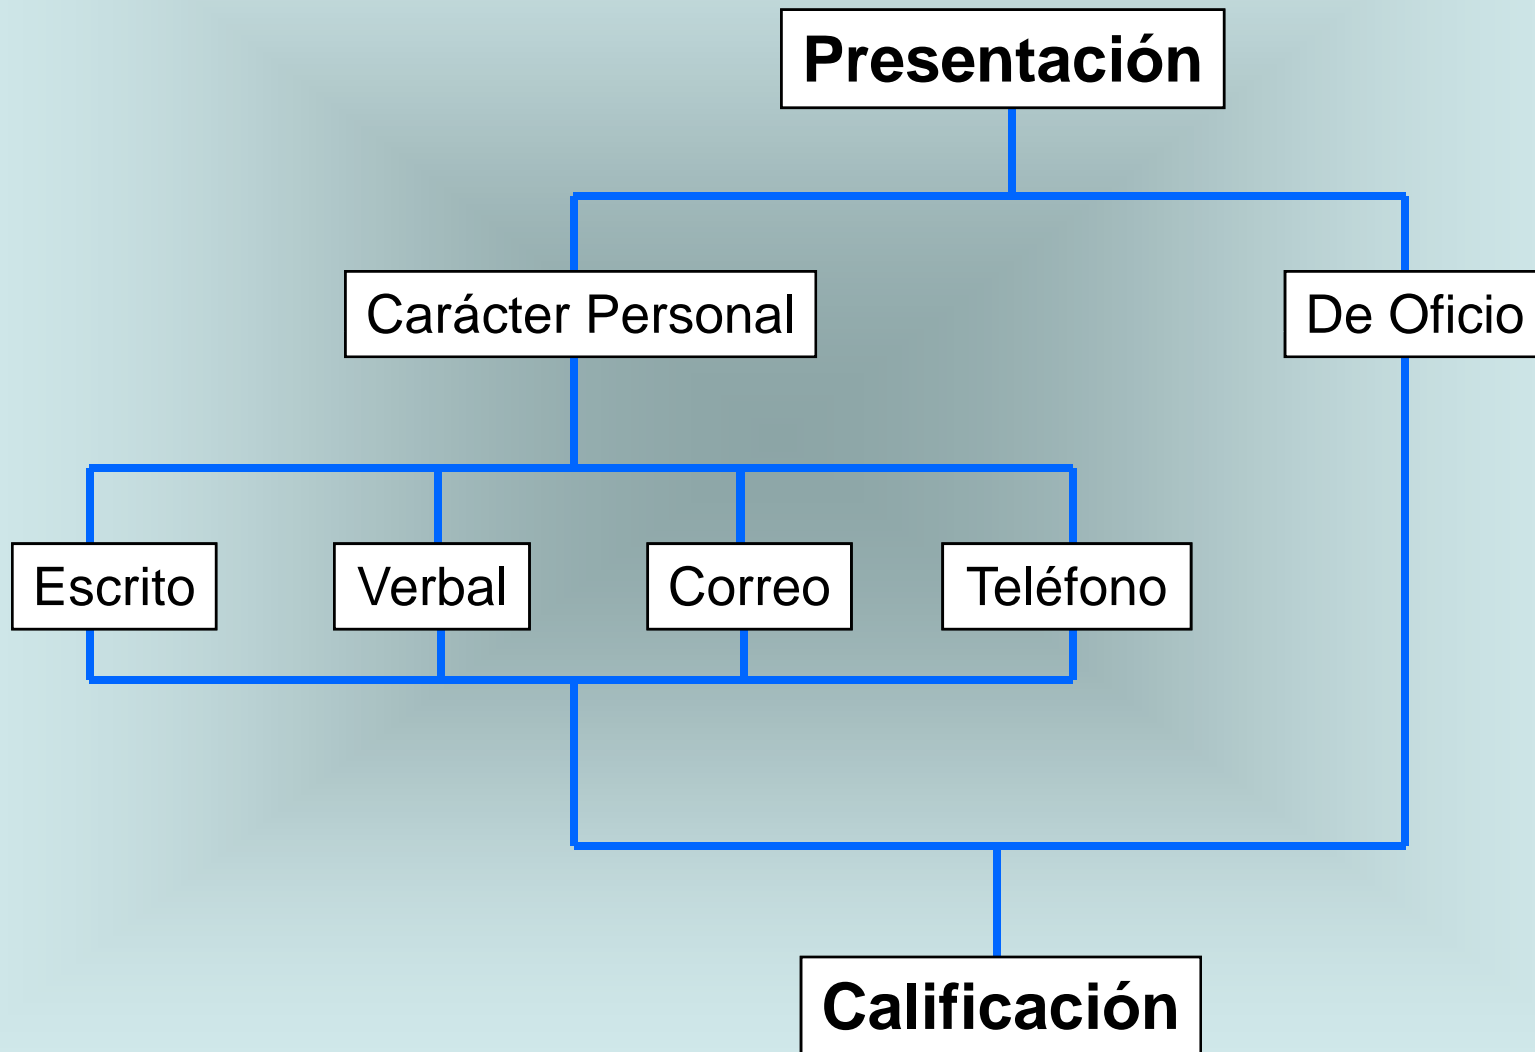 Presentación
Carácter Personal
De Oficio
Escrito
Verbal
Correo
Teléfono
Calificación